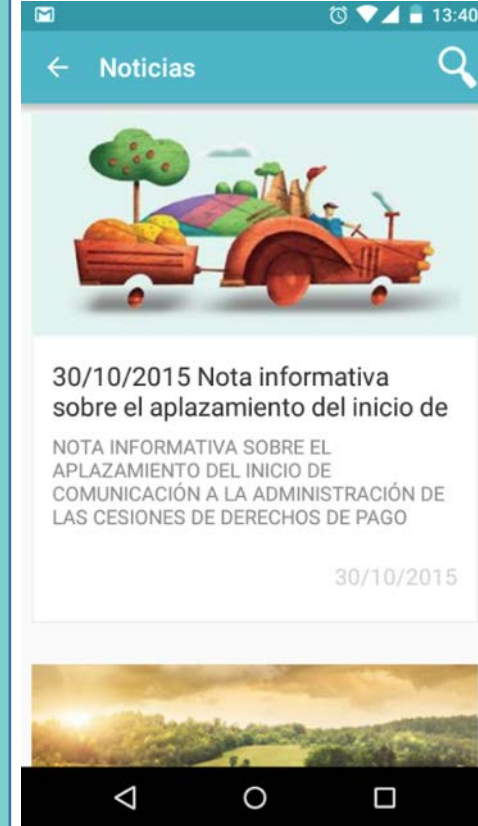 13:40
Noticias
30/10/2015 Nota informativa
sobre el aplazamiento del inicio de
NOTA INFORMATIVA SOBRE EL
APLAZAMIENTO DEL INICIO DE
COMUNICACIÓN A LA ADMINISTRACIÓN DE
LAS CESIONES DE DERECHOS DE PAGO
30/10/2015